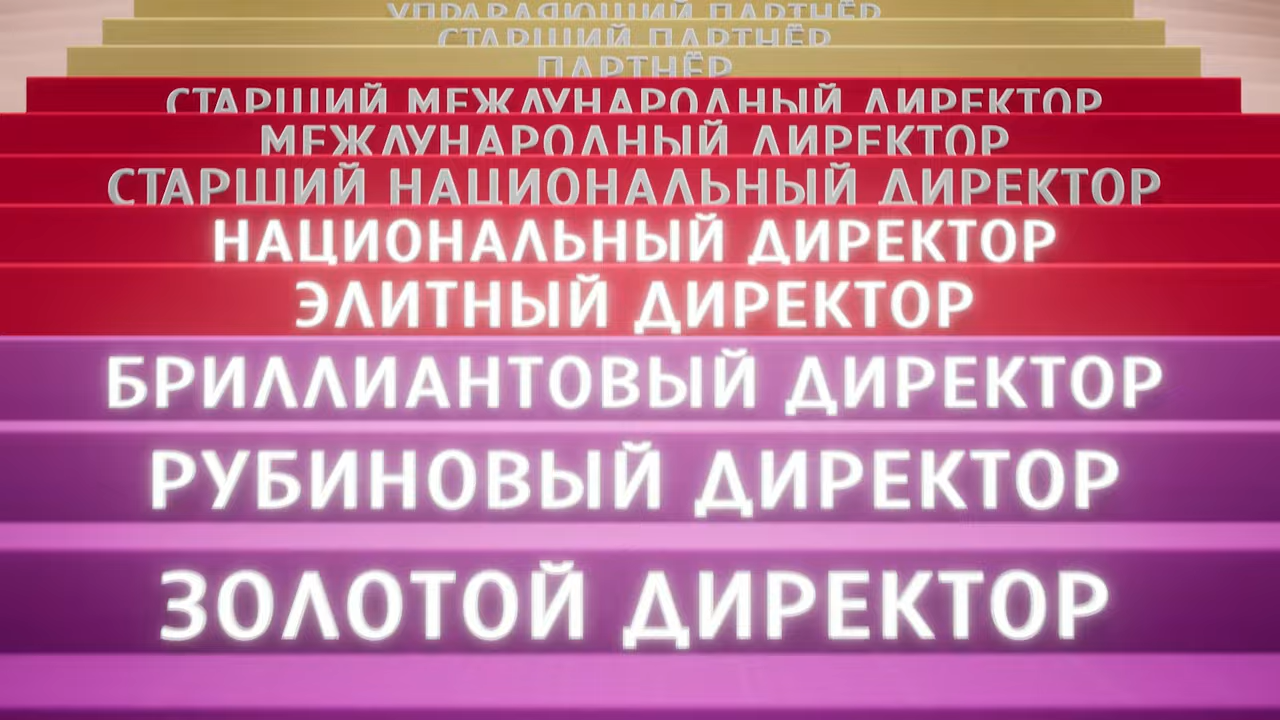 УПРАВЛЯЮЩИЙ ПАРТНЁР
СТАРШИЙ ПАРТНЁР
ПАРТНЁР
СТАРШИЙ МЕЖДУНАРОДНЫЙ ДИРЕКТОР
МЕЖДУНАРОДНЫЙ ДИРЕКТОР
СТАРШИЙ НАЦИОНАЛЬНЫЙ ДИРЕКТОР
НАЦИОНАЛЬНЫЙ ДИРЕКТОР
ЭЛИТНЫЙ ДИРЕКТОР
БРИЛЛИАНТОВЫЙ ДИРЕКТОР
РУБИНОВЫЙ ДИРЕКТОР
ЗОЛОТОЙ ДИРЕКТОР